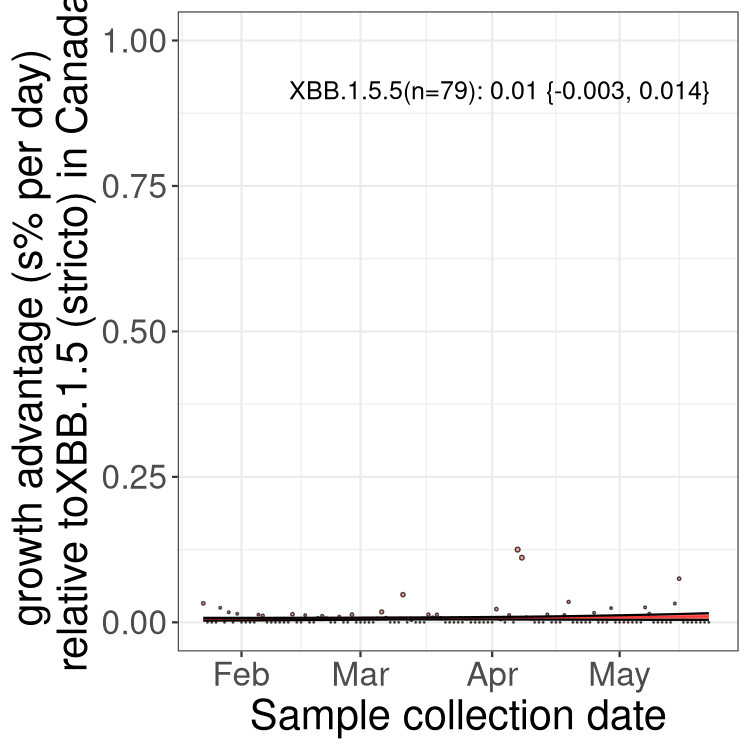 growth advantage (s% per day)
relative toXBB.1.5 (stricto) in Canada
1.00
0.75
0.50
0.25
0.00
XBB.1.5.5(n=79): 0.01 {-0.003, 0.014}
Feb Mar Apr May
Sample collection date